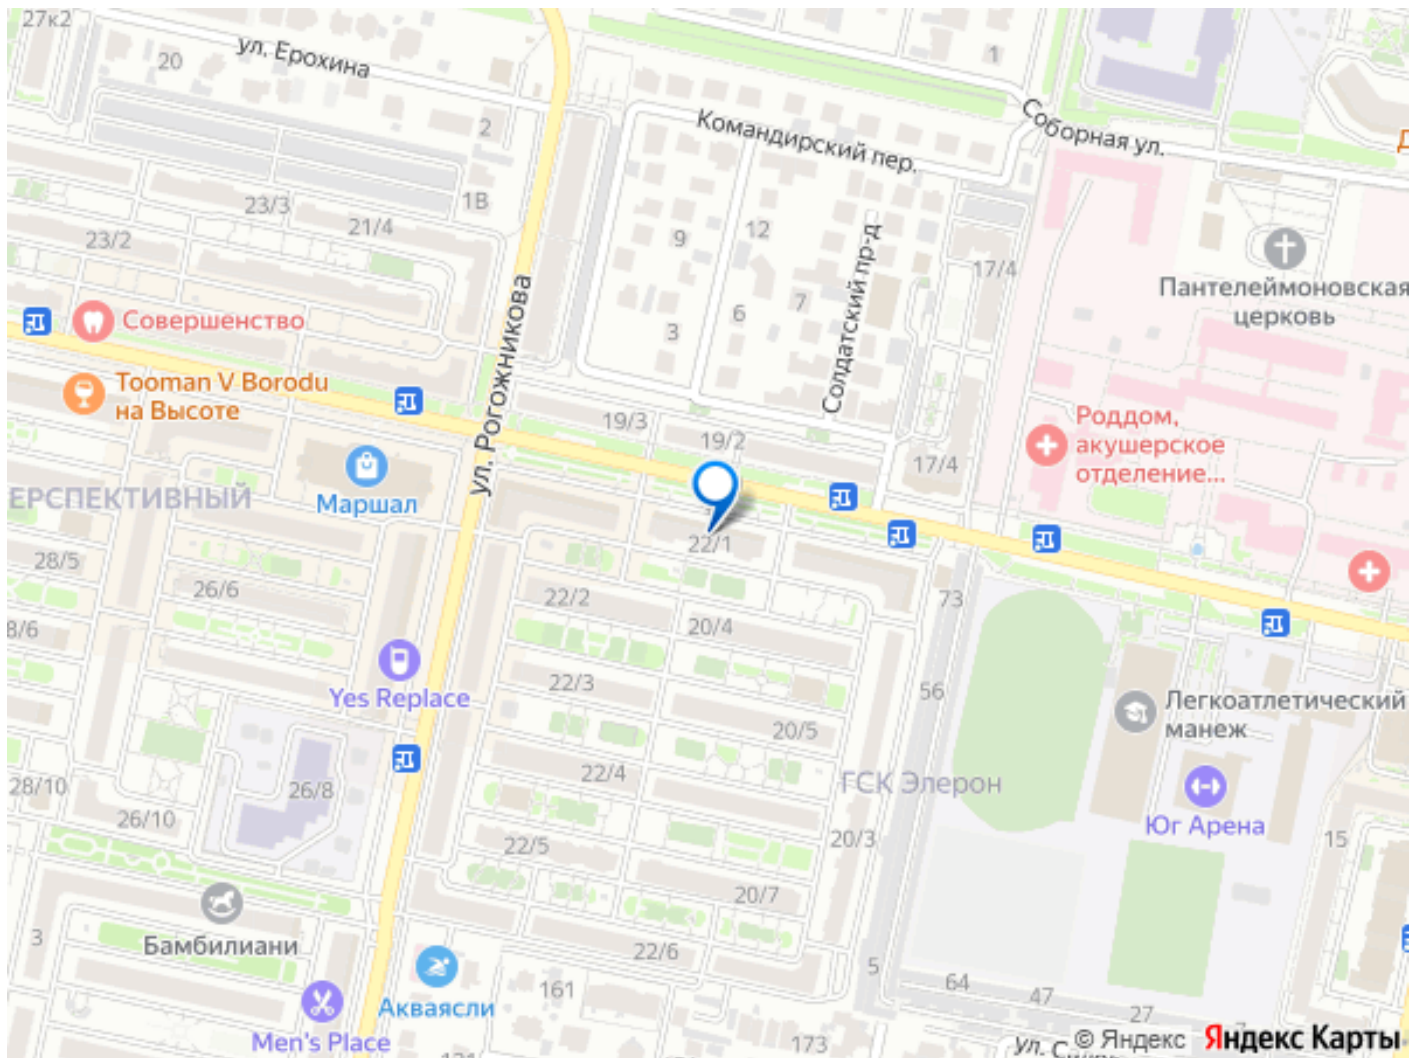 27к2
ул. Ерохина
20
1
Соборная ул.
Командирский пер.
2
1В
23/3
21/4
23/2
12
9
6
7
3
17/4
Солдатский пр-д
Пантелеймоновская
церковь
ул. Рогожникова
Совершенство
Tooman V Borodu
на Высоте
19/3
19/2
17/4
Роддом,
акушерское
отделение...
Маршал
ЕРСПЕКТИВНЫЙ
22/1
28/5
26/6
22/2
20/4
73
8/6
Yes Replace
22/3
20/5
56
Легкоатлетический
манеж
22/4
ГСК Элерон
28/10
26/8
26/10
Юг Арена
22/5
20/3
15
20/7
Бамбилиани
3
22/6
5
64
47
27
Акваясли
161
Men's Place
173
© Яндекс
Яндекс Карты